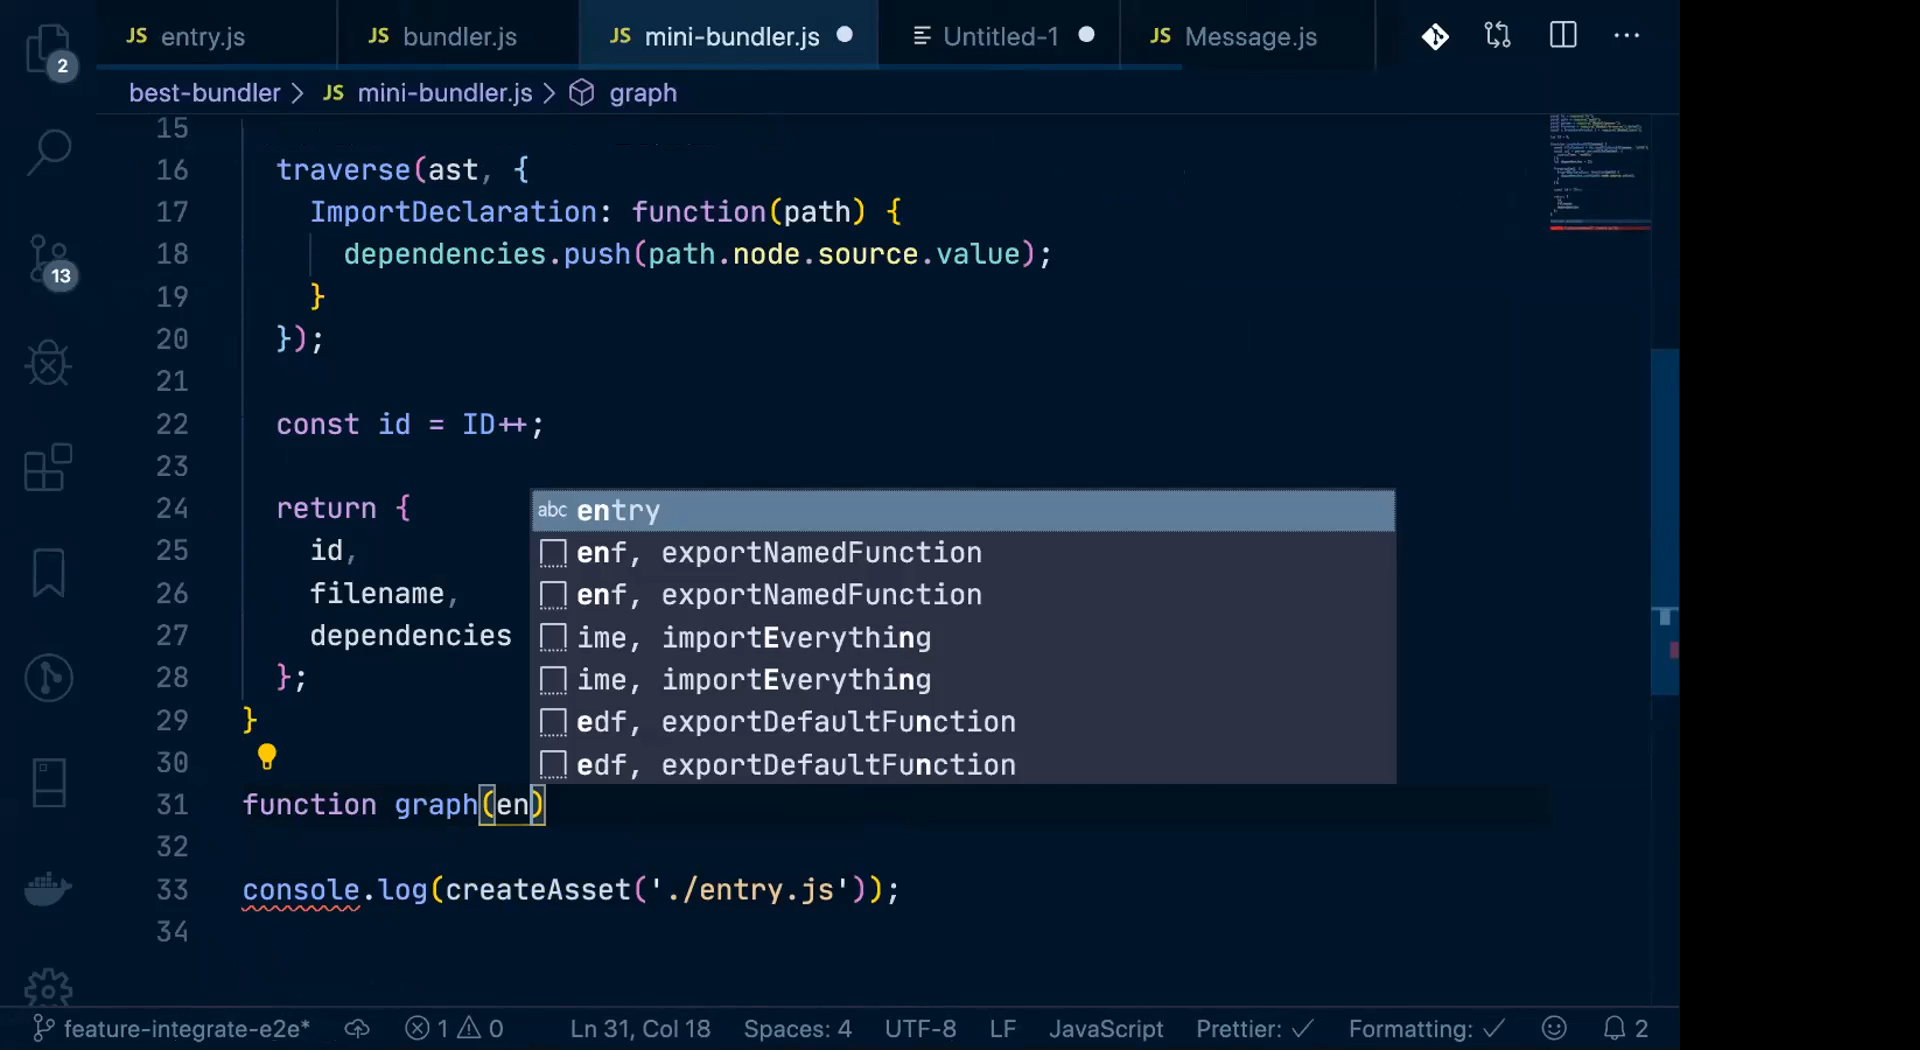 JS entry.js JS bundler.js JS mini-bundler.js Untitled-1 JS Message.js
2
best-bundler > JS mini-bundler.js > graph
15
16 traverse(ast, {
17 ImportDeclaration: function(path) {
18 dependencies.push(path.node.source.value);
13
19 }
20 });
21
22 const id = ID++;
23
24 return {
25 id,
26 filename,
27 dependencies
28 };
29 }
30
31 function graph(en)
32
33 console.log(createAsset('./entry.js'));
34
abc entry
enf, exportNamedFunction
enf, exportNamedFunction
ime, importEverything
ime, importEverything
edf, exportDefaultFunction
edf, exportDefaultFunction
feature-integrate-e2e* 1 0 Ln 31, Col 18 Spaces: 4 UTF-8 LF JavaScript Prettier: ✓ Formatting: ✓ 2